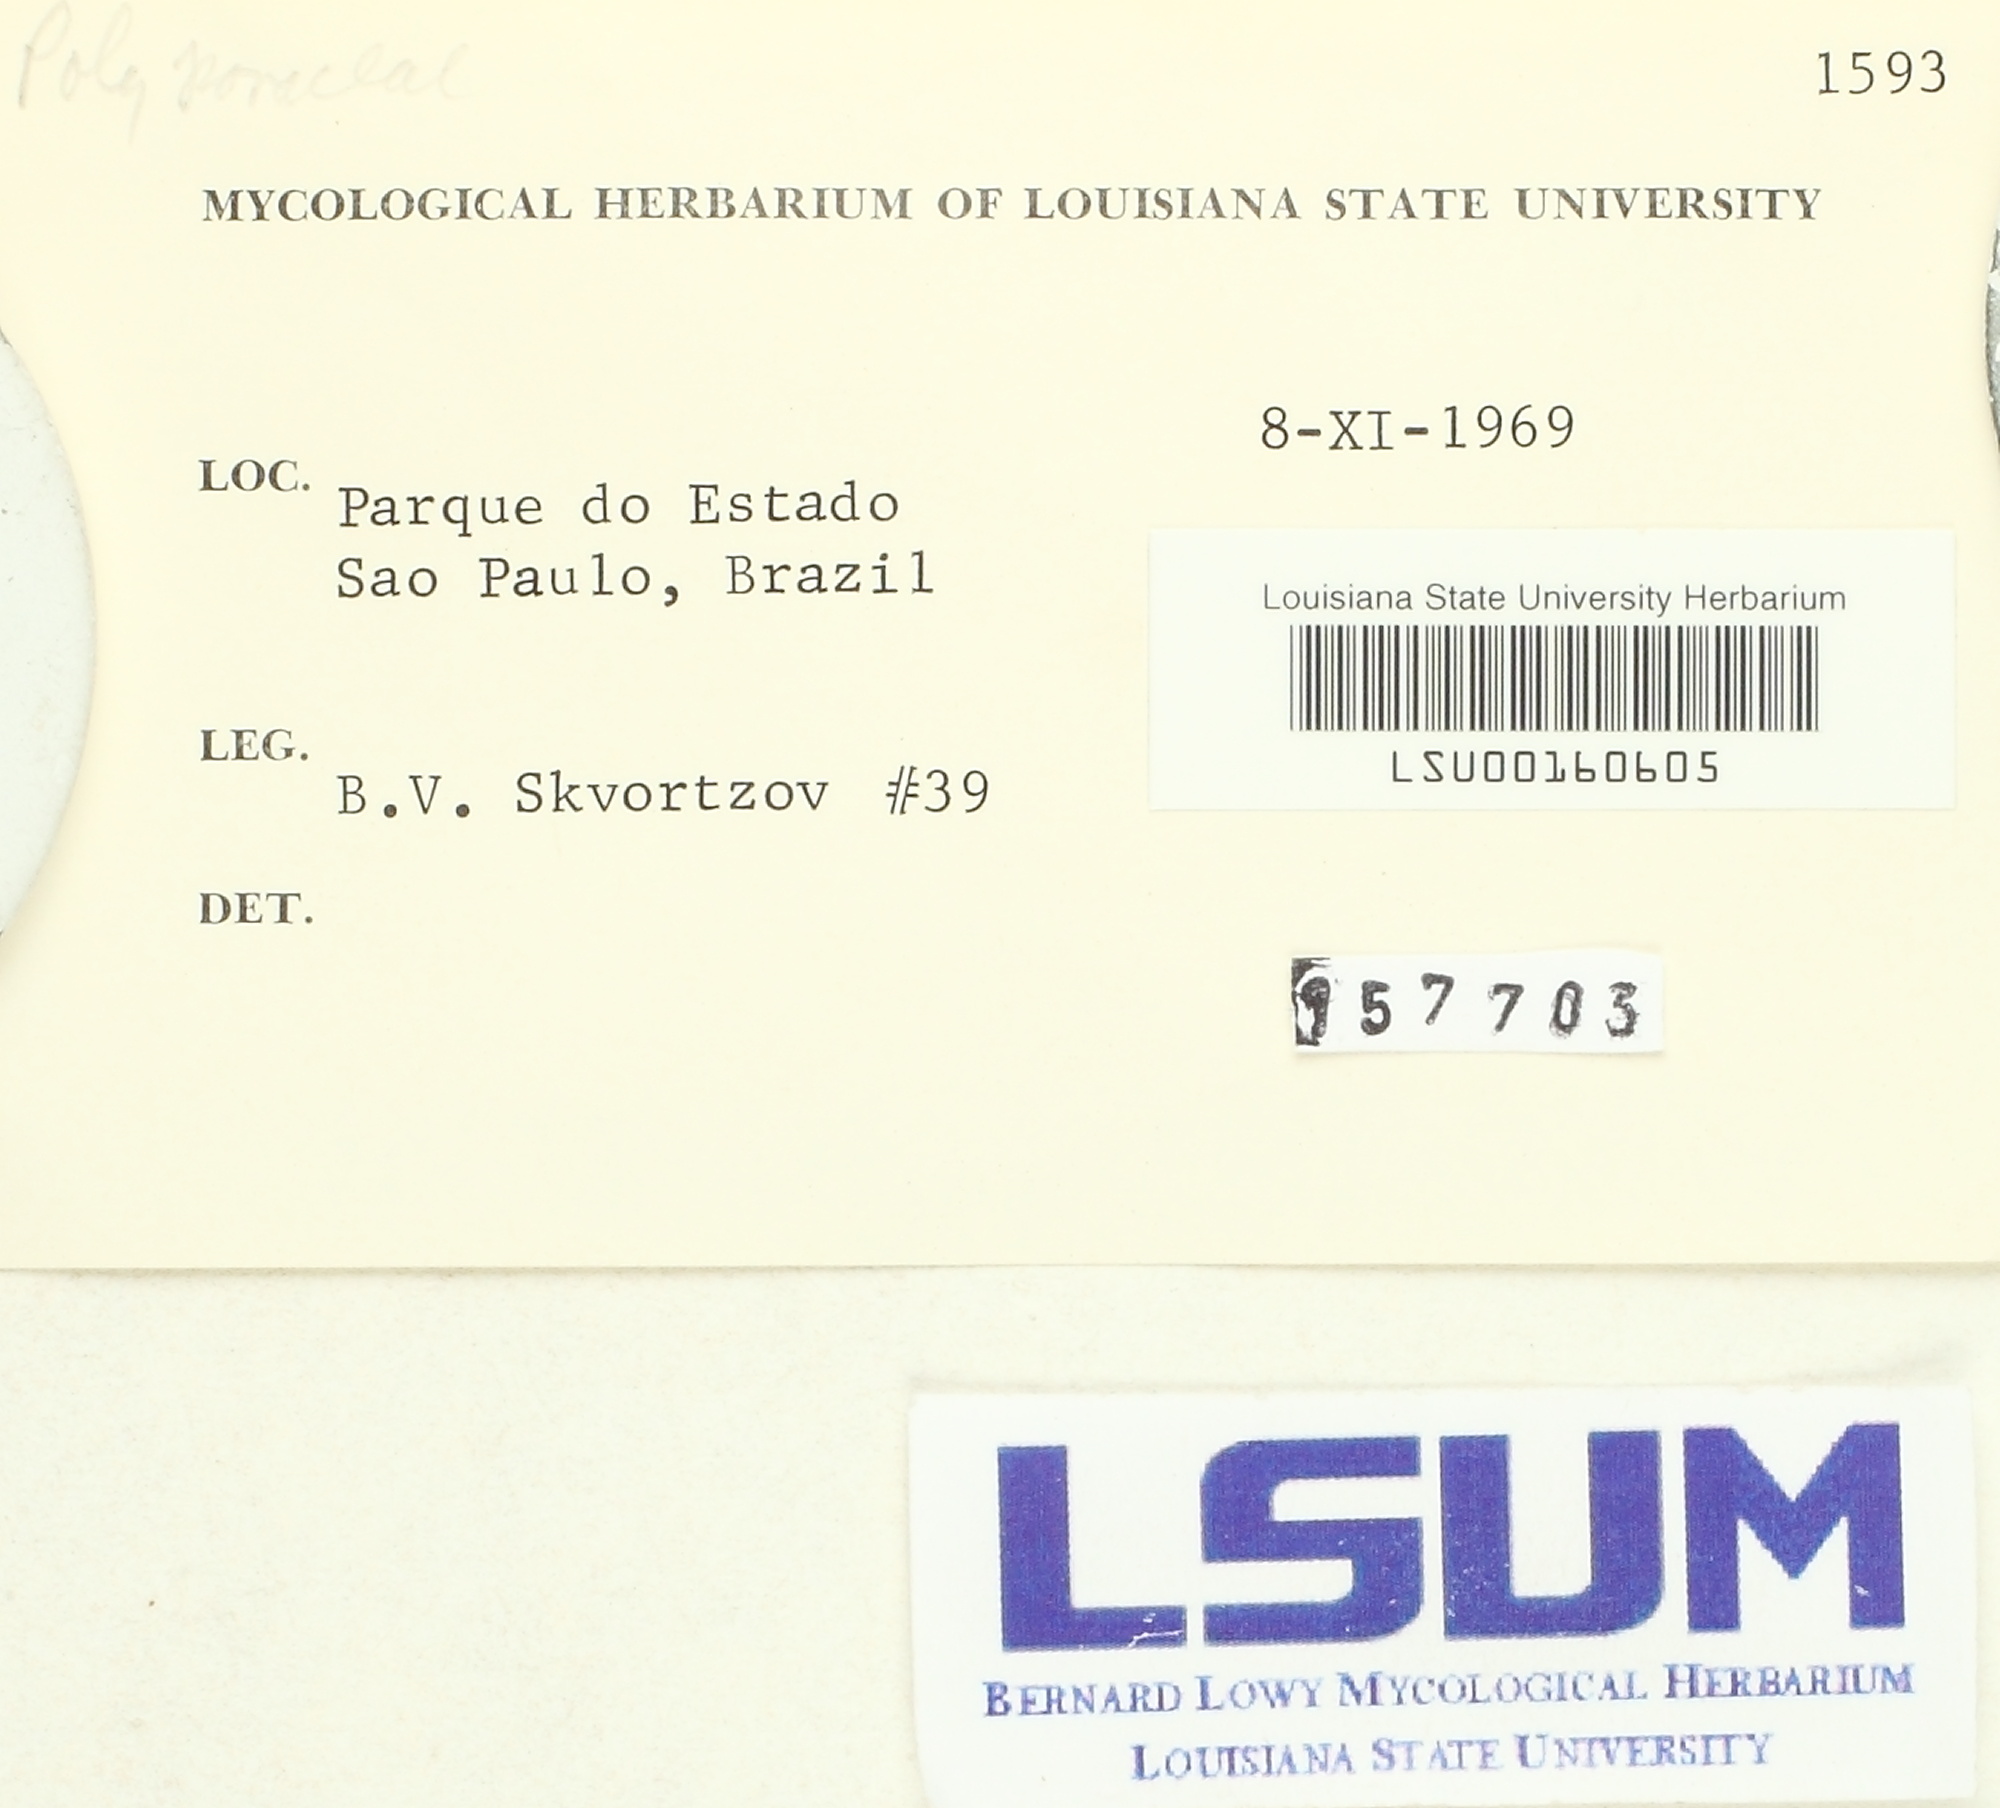 1593
MYCOLOGICAL HERBARIUM OF LOUISIANA STATE UNIVERSITY
8-XI-1969
LOC. Parque do Estado
Sao Paulo, Brazil
Louisiana State University Herbarium
LSU00160605
LEG. B.V. Skvortzov #39
DET.
57703
LSUM
BERNARD LOWY MYCOLOGICAL HERBARIUM
LOUISIANA STATE UNIVERSITY